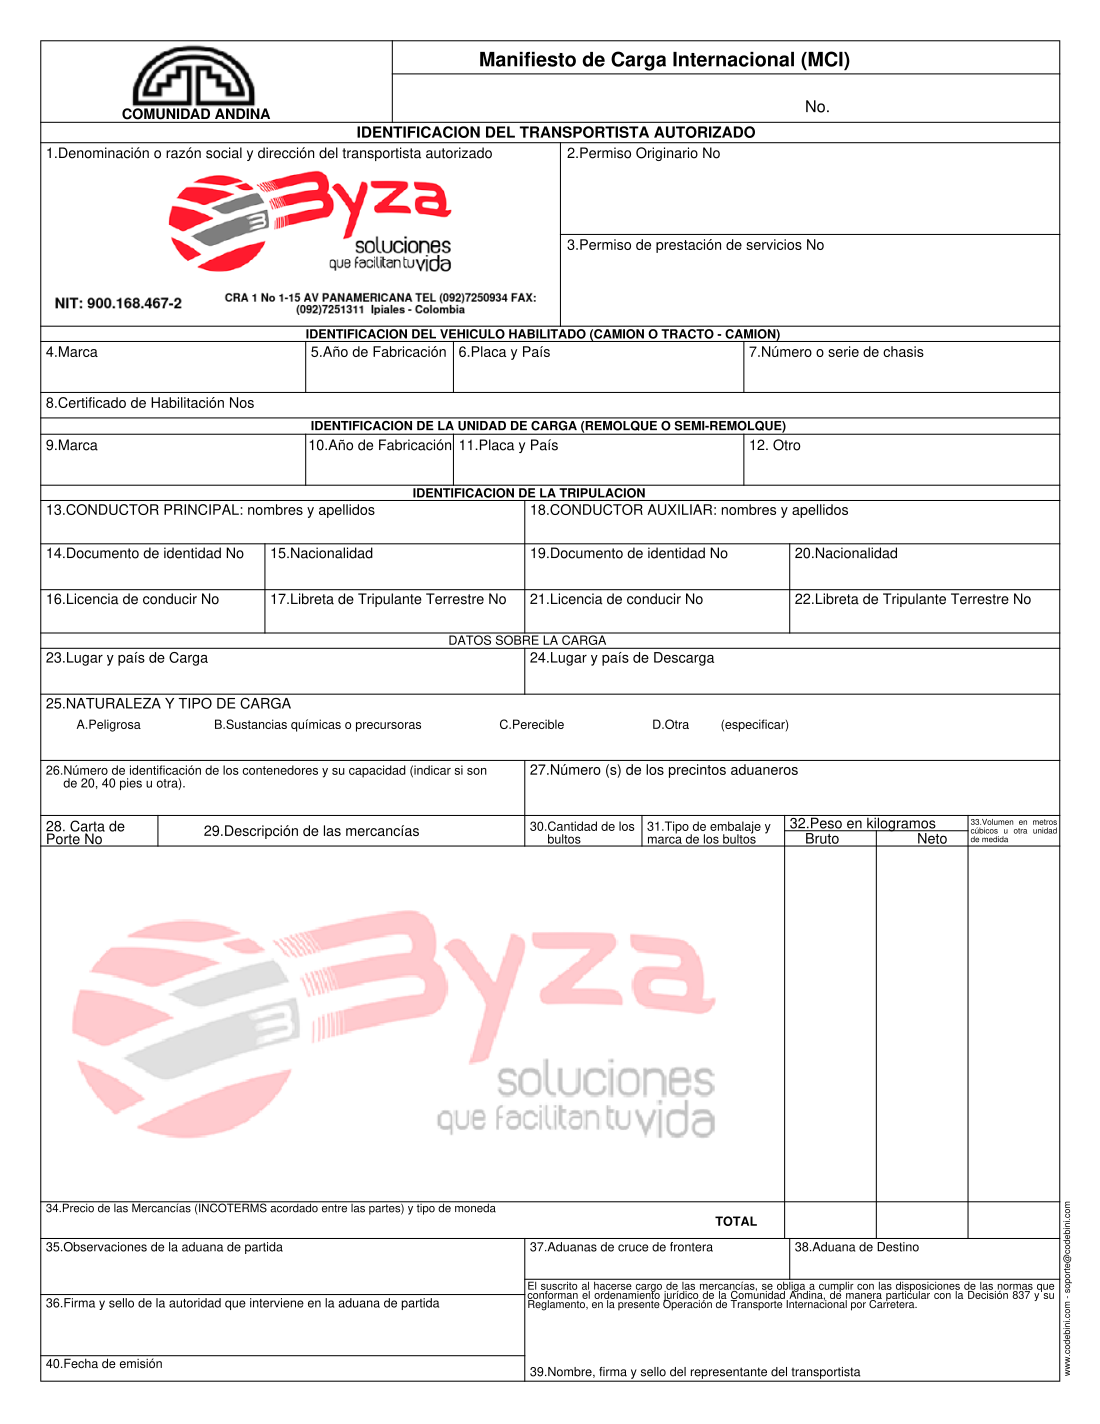 COMUNIDAD ANDINA
Manifiesto de Carga Internacional (MCI)
No.
IDENTIFICACION DEL TRANSPORTISTA AUTORIZADO
1.Denominación o razón social y dirección del transportista autorizado
2.Permiso Originario No
Byza
soluciones
que facilitan tu vida
3.Permiso de prestación de servicios No
NIT: 900.168.467-2
CRA 1 No 1-15 AV PANAMERICANA TEL (092)7250934 FAX:
(092)7251311 Ipiales - Colombia
IDENTIFICACION DEL VEHICULO HABILITADO (CAMION O TRACTO - CAMION)
4.Marca
5.Año de Fabricación
6.Placa y País
7.Número o serie de chasis
8.Certificado de Habilitación Nos
IDENTIFICACION DE LA UNIDAD DE CARGA (REMOLQUE O SEMI-REMOLQUE)
9.Marca
10.Año de Fabricación
11.Placa y País
12. Otro
IDENTIFICACION DE LA TRIPULACION
13.CONDUCTOR PRINCIPAL: nombres y apellidos
18.CONDUCTOR AUXILIAR: nombres y apellidos
14.Documento de identidad No
15.Nacionalidad
19.Documento de identidad No
20.Nacionalidad
16.Licencia de conducir No
17.Libreta de Tripulante Terrestre No
21.Licencia de conducir No
22.Libreta de Tripulante Terrestre No
DATOS SOBRE LA CARGA
23.Lugar y país de Carga
24.Lugar y país de Descarga
25.NATURALEZA Y TIPO DE CARGA
A.Peligrosa
B.Sustancias químicas o precursoras
C.Perecible
D.Otra
(especificar)
26.Número de identificación de los contenedores y su capacidad (indicar si son
de 20, 40 pies u otra).
27.Número (s) de los precintos aduaneros
28. Carta de
Porte No
29.Descripción de las mercancías
30.Cantidad de los
bultos
31.Tipo de embalaje y
marca de los bultos
32.Peso en kilogramos
Bruto
Neto
33.Volumen en metros
cúbicos u otra unidad
de medida
Byza
soluciones
que facilitan tu vida
34.Precio de las Mercancías (INCOTERMS acordado entre las partes) y tipo de moneda
TOTAL
35.Observaciones de la aduana de partida
37.Aduanas de cruce de frontera
38.Aduana de Destino
El suscrito al hacerse cargo de las mercancías, se obliga a cumplir con las disposiciones de las normas que
conforman el ordenamiento jurídico de la Comunidad Andina, de manera particular con la Decisión 837 y su
Reglamento, en la presente Operación de Transporte Internacional por Carretera.
36.Firma y sello de la autoridad que interviene en la aduana de partida
40.Fecha de emisión
39.Nombre, firma y sello del representante del transportista
www.codebini.com - soporte@codebini.com